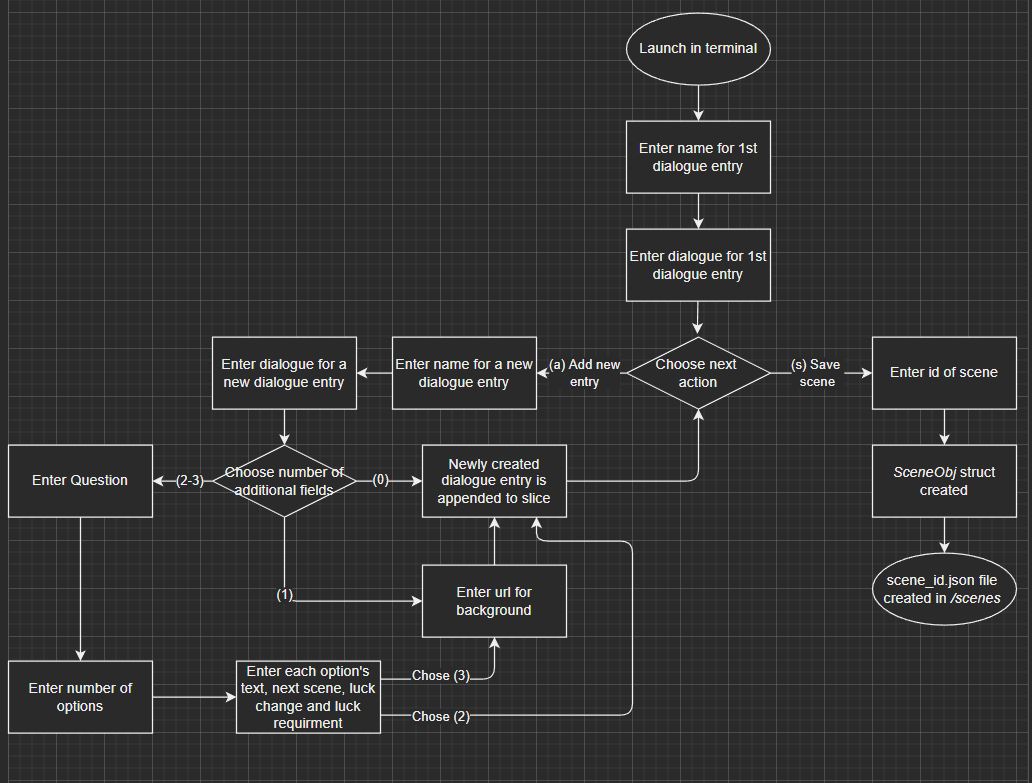 Launch in terminal
Enter name for 1st
dialogue entry
Enter dialogue for 1st
dialogue entry
Choose next
action
(a) Add new
entry
(s) Save
scene
Enter name for a new
dialogue entry
Enter dialogue for a
new dialogue entry
Enter id of scene
Choose number of
additional fields
(2-3)
(0)
(1)
Enter Question
Newly created
dialogue entry is
appended to slice
SceneObj struct
created
Enter url for
background
scene_id.json file
created in /scenes
Enter number of
options
Enter each option's
text, next scene, luck
change and luck
requirment
Chose (3)
Chose (2)